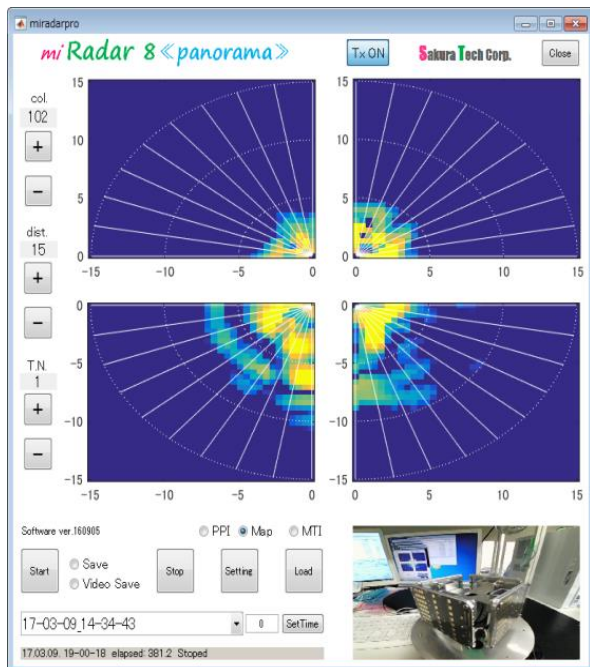 miradarpro
mi Radar 8 ≪panorama≫
Tx ON
Sakura Tech Corp.
Close
col.
102
+
−
dist.
15
+
−
T.N.
1
+
−
15
10
5
0
−15 −10 −5 0
15
10
5
0
0 5 10 15
0
−5
−10
−15
−15 −10 −5 0
0
−5
−10
−15
0 5 10 15
Software ver.160905
PPI Map MTI
Start
Save
Video Save
Stop
Setting
Load
17-03-09_14-34-43
0
SetTime
17.03.09. 19-00-18 elapsed: 381.2 Stoped